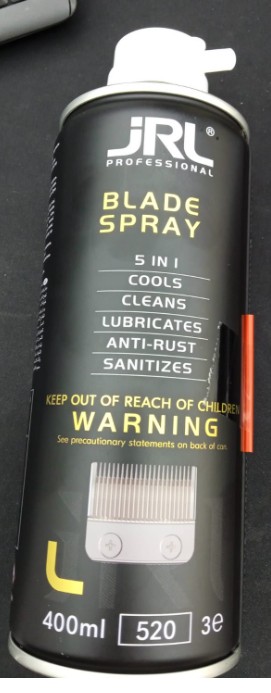 JRL®
PROFESSIONAL
BLADE
SPRAY
5 IN 1
COOLS
CLEANS
LUBRICATES
ANTI-RUST
SANITIZES
KEEP OUT OF REACH OF CHILDREN
WARNING
See precautionary statements on back of can.
400ml 520 3e